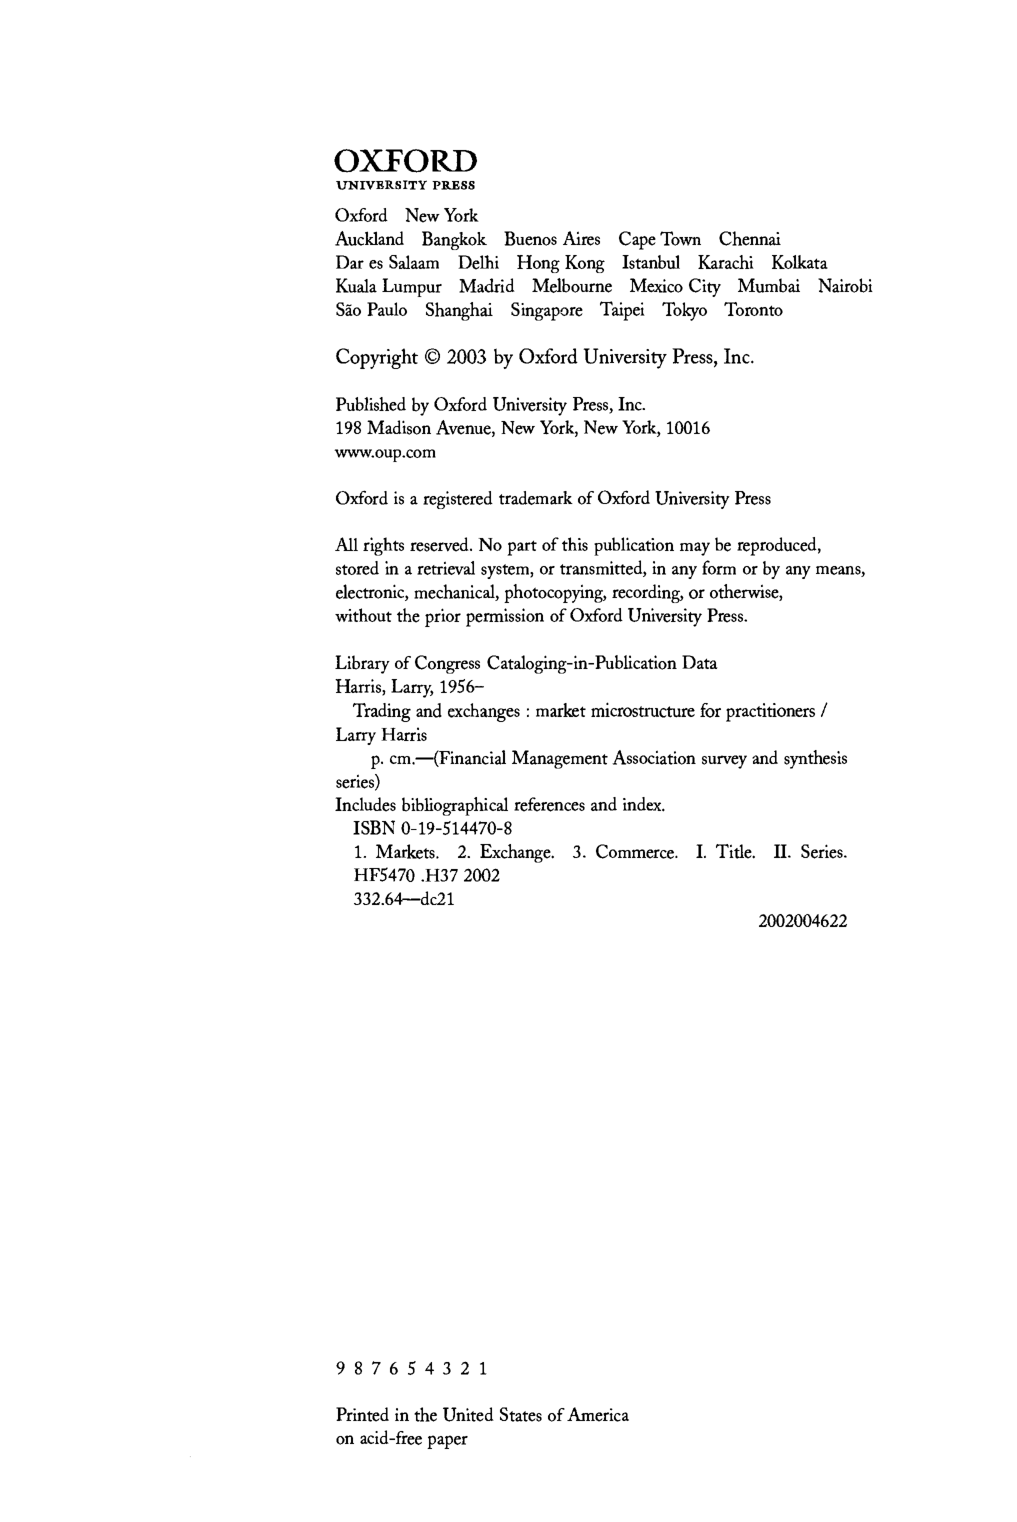 OXFORD
UNIVERSITY PRESS
Oxford New York
Auckland Bangkok Buenos Aires Cape Town Chennai
Dar es Salaam Delhi Hong Kong Istanbul Karachi Kolkata
Kuala Lumpur Madrid Melbourne Mexico City Mumbai Nairobi
São Paulo Shanghai Singapore Taipei Tokyo Toronto
Copyright © 2003 by Oxford University Press, Inc.
Published by Oxford University Press, Inc.
198 Madison Avenue, New York, New York, 10016
www.oup.com
Oxford is a registered trademark of Oxford University Press
All rights reserved. No part of this publication may be reproduced,
stored in a retrieval system, or transmitted, in any form or by any means,
electronic, mechanical, photocopying, recording, or otherwise,
without the prior permission of Oxford University Press.
Library of Congress Cataloging-in-Publication Data
Harris, Larry, 1956–
Trading and exchanges : market microstructure for practitioners /
Larry Harris
p. cm.—(Financial Management Association survey and synthesis
series)
Includes bibliographical references and index.
ISBN 0-19-514470-8
1. Markets. 2. Exchange. 3. Commerce. I. Title. II. Series.
HF5470 .H37 2002
332.64—dc21
2002004622
9 8 7 6 5 4 3 2 1
Printed in the United States of America
on acid-free paper